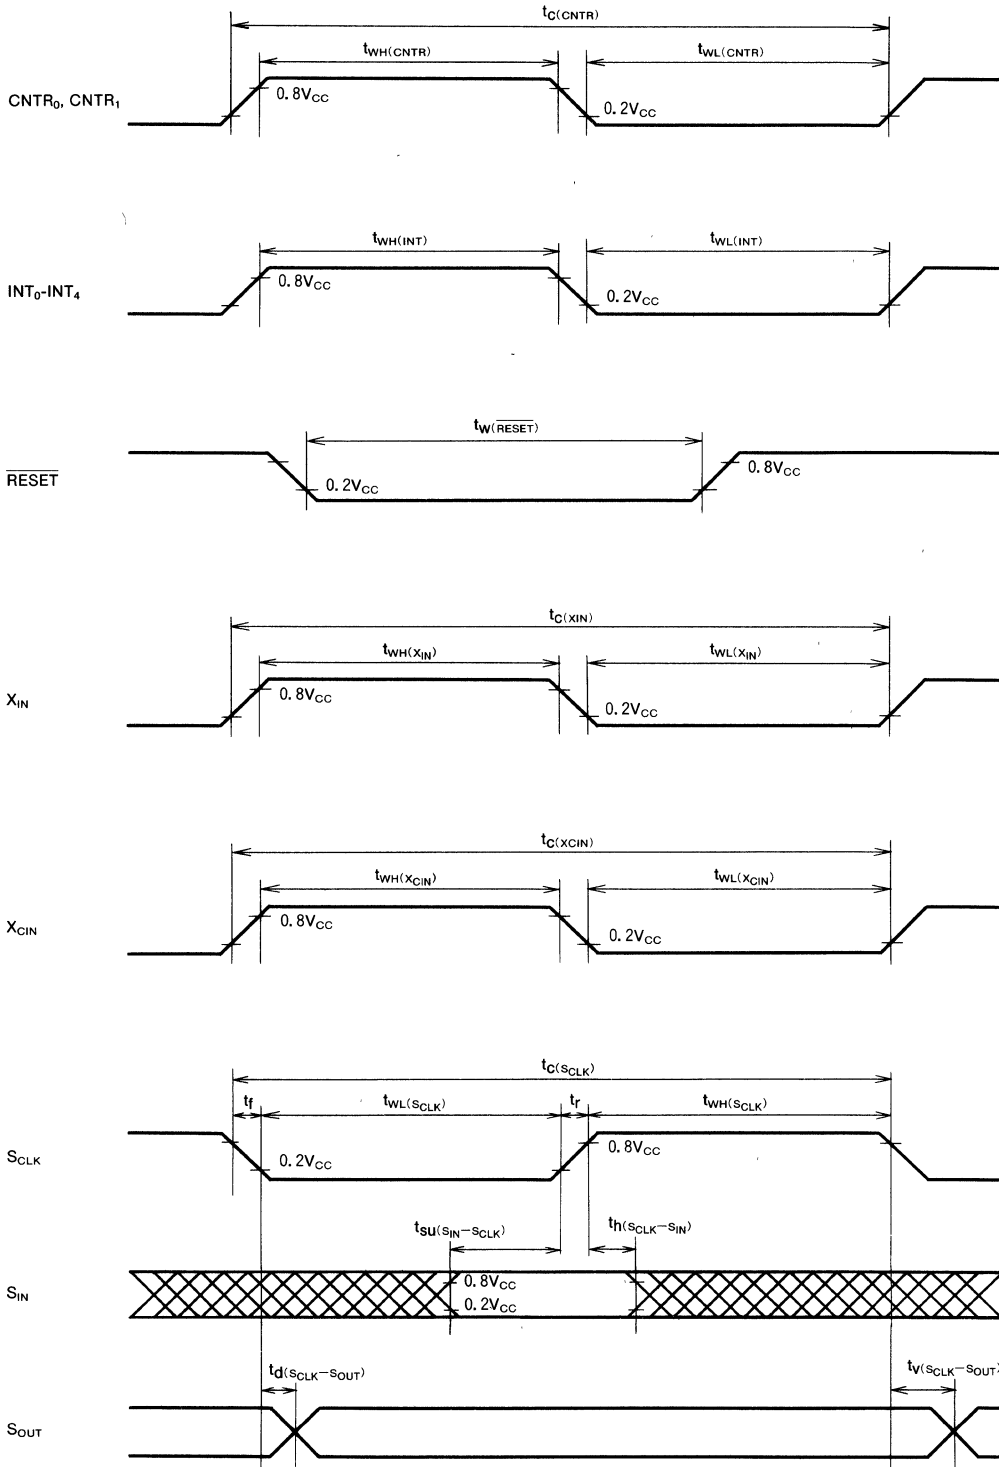 tC(CNTR)
tWH(CNTR) tWL(CNTR)
CNTR0, CNTR1 0.8VCC 0.2VCC
tWH(INT) tWL(INT)
INT0-INT4 0.8VCC 0.2VCC
tW(RESET)
RESET 0.2VCC 0.8VCC
tC(XIN)
tWH(XIN) tWL(XIN)
XIN 0.8VCC 0.2VCC
tC(XCIN)
tWH(XCIN) tWL(XCIN)
XCIN 0.8VCC 0.2VCC
tC(SCLK)
tf tWL(SCLK) tr tWH(SCLK)
SCLK 0.2VCC 0.8VCC
tsu(SIN−SCLK) th(SCLK−SIN)
SIN 0.8VCC
0.2VCC
td(SCLK−SOUT) tv(SCLK−SOUT)
SOUT